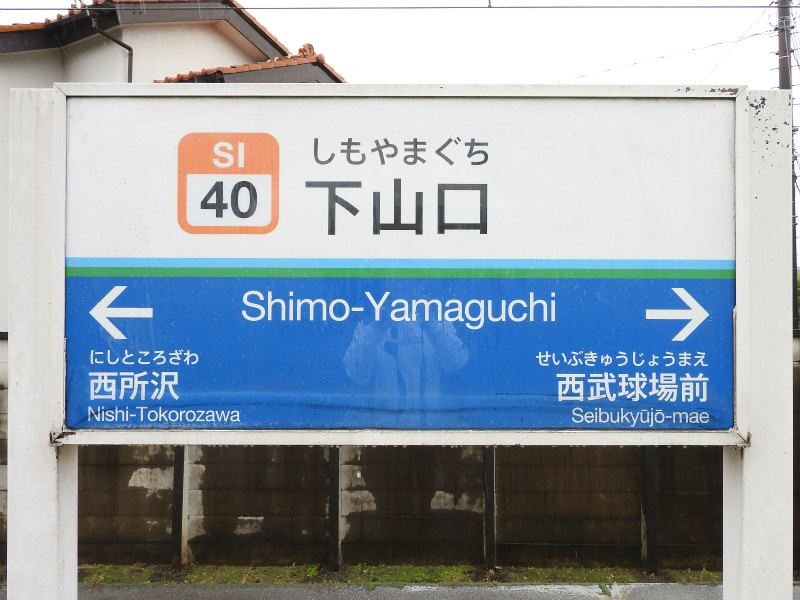 SI
40
しもやまぐち
下山口
Shimo-Yamaguchi
← →
にしところざわ
西所沢
Nishi-Tokorozawa
せいぶきゅうじょうまえ
西武球場前
Seibukyūjō-mae